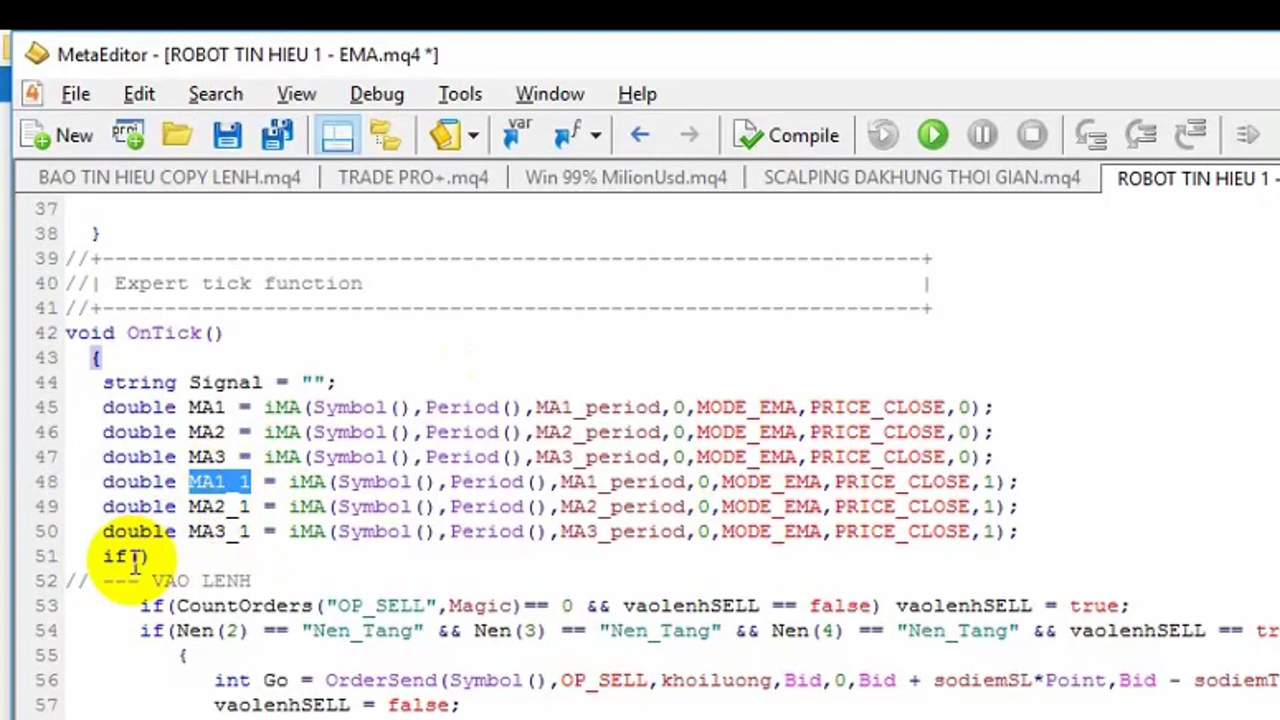 MetaEditor - [ROBOT TIN HIEU 1 - EMA.mq4 *]
File Edit Search View Debug Tools Window Help
New var Compile
BAO TIN HIEU COPY LENH.mq4 TRADE PRO+.mq4 Win 99% MilionUsd.mq4 SCALPING DAKHUNG THOI GIAN.mq4 ROBOT TIN HIEU 1 -
37
38 }
39 //+------------------------------------------------------------------+
40 //| Expert tick function |
41 //+------------------------------------------------------------------+
42 void OnTick()
43 {
44 string Signal = "";
45 double MA1 = iMA(Symbol(),Period(),MA1_period,0,MODE_EMA,PRICE_CLOSE,0);
46 double MA2 = iMA(Symbol(),Period(),MA2_period,0,MODE_EMA,PRICE_CLOSE,0);
47 double MA3 = iMA(Symbol(),Period(),MA3_period,0,MODE_EMA,PRICE_CLOSE,0);
48 double MA1_1 = iMA(Symbol(),Period(),MA1_period,0,MODE_EMA,PRICE_CLOSE,1);
49 double MA2_1 = iMA(Symbol(),Period(),MA2_period,0,MODE_EMA,PRICE_CLOSE,1);
50 double MA3_1 = iMA(Symbol(),Period(),MA3_period,0,MODE_EMA,PRICE_CLOSE,1);
51 if()
52 // --- VAO LENH
53 if(CountOrders("OP_SELL",Magic)== 0 && vaolenhSELL == false) vaolenhSELL = true;
54 if(Nen(2) == "Nen_Tang" && Nen(3) == "Nen_Tang" && Nen(4) == "Nen_Tang" && vaolenhSELL == tr
55 {
56 int Go = OrderSend(Symbol(),OP_SELL,khoiluong,Bid,0,Bid + sodiemSL*Point,Bid - sodiemT
57 vaolenhSELL = false;